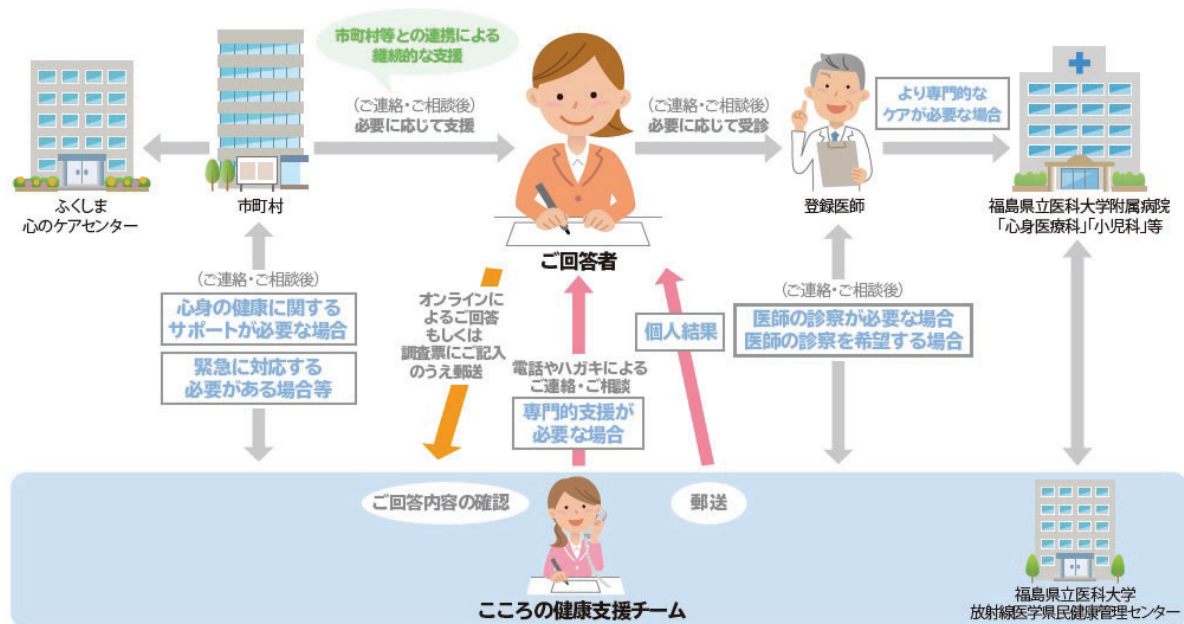 市町村等との連携による
継続的な支援
(ご連絡・ご相談後)
必要に応じて支援
(ご連絡・ご相談後)
必要に応じて受診
より専門的な
ケアが必要な場合
ふくしま
心のケアセンター
市町村
ご回答者
登録医師
福島県立医科大学附属病院
「心身医療科」「小児科」等
(ご連絡・ご相談後)
心身の健康に関する
サポートが必要な場合
緊急に対応する
必要がある場合等
オンラインに
よるご回答
もしくは
調査票にご記入
のうえ郵送
電話やハガキによる
ご連絡・ご相談
専門的支援が
必要な場合
個人結果
(ご連絡・ご相談後)
医師の診察が必要な場合
医師の診察を希望する場合
ご回答内容の確認
郵送
こころの健康支援チーム
福島県立医科大学
放射線医学県民健康管理センター